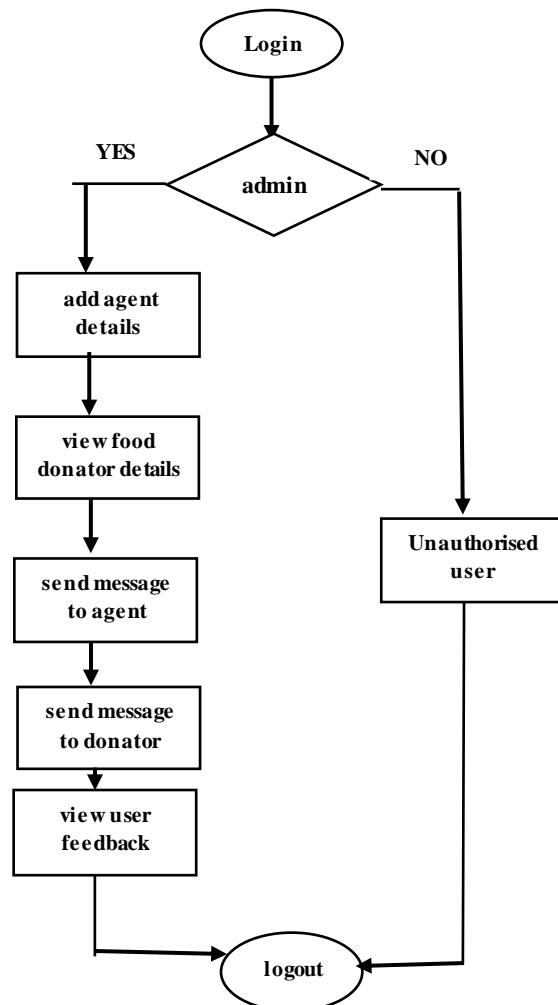 Login
YES
NO
admin
add agent
details
view food
donator details
send message
to agent
Unauthorised
user
send message
to donator
view user
feedback
logout